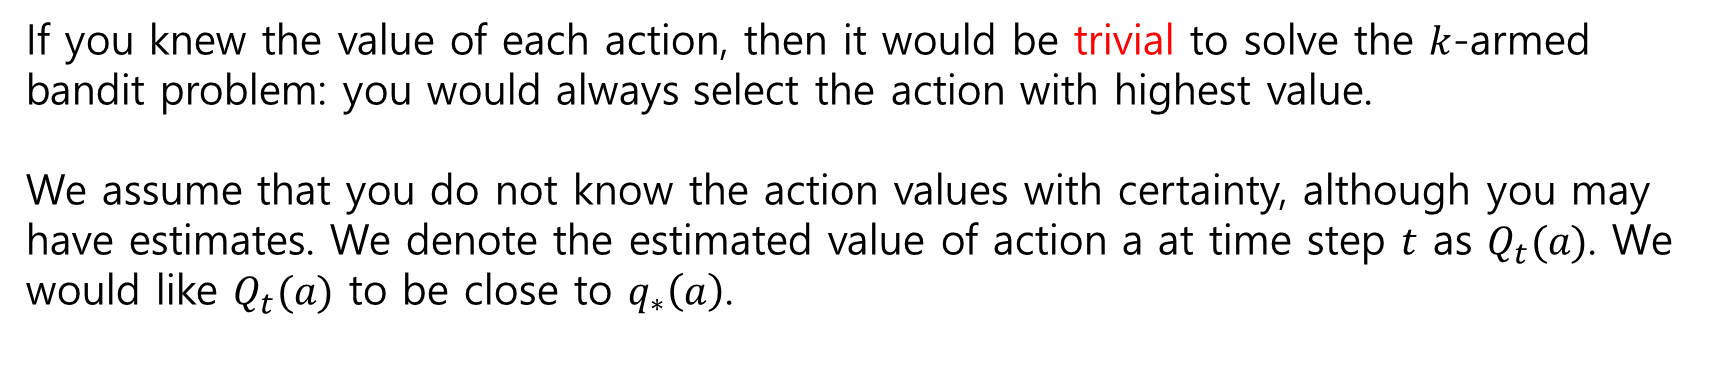 If you knew the value of each action, then it would be trivial to solve the k-armed
bandit problem: you would always select the action with highest value.
We assume that you do not know the action values with certainty, although you may
have estimates. We denote the estimated value of action a at time step t as Qₜ(a). We
would like Qₜ(a) to be close to q₊(a).